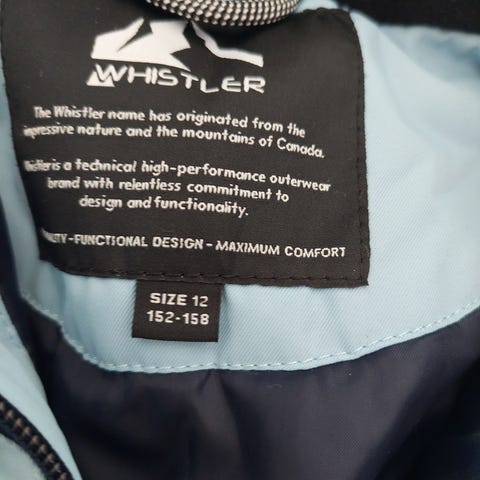 WHISTLER
The Whistler name has originated from the
impressive nature and the mountains of Canada.
Whistler is a technical high-performance outerwear
brand with relentless commitment to
design and functionality.
-FUNCTIONAL DESIGN - MAXIMUM COMFORT
SIZE 12
152-158